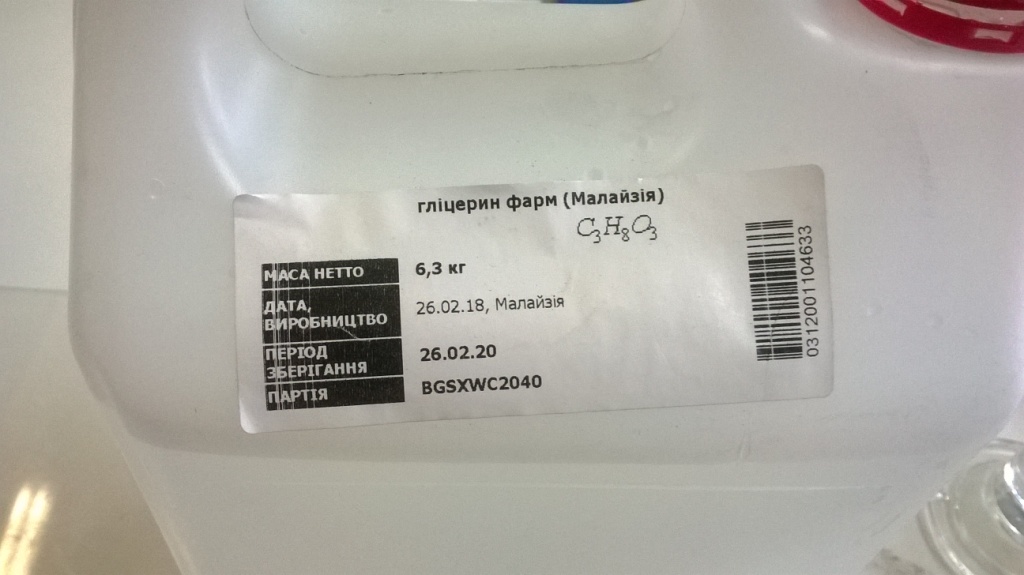 гліцерин фарм (Малайзія)
C₃H₈O₃
МАСА НЕТТО 6,3 кг
ДАТА,
ВИРОБНИЦТВО 26.02.18, Малайзія
ПЕРІОД
ЗБЕРІГАННЯ 26.02.20
ПАРТІЯ BGSXWC2040
0312001104633